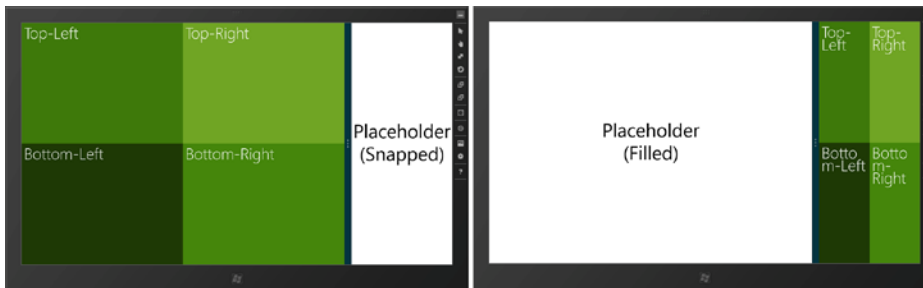 Top-Left
Top-Right
Bottom-Left
Bottom-Right
Placeholder
(Snapped)
?
Placeholder
(Filled)
Top-
Left
Top-
Right
Botto
m-Left
Botto
m-
Right